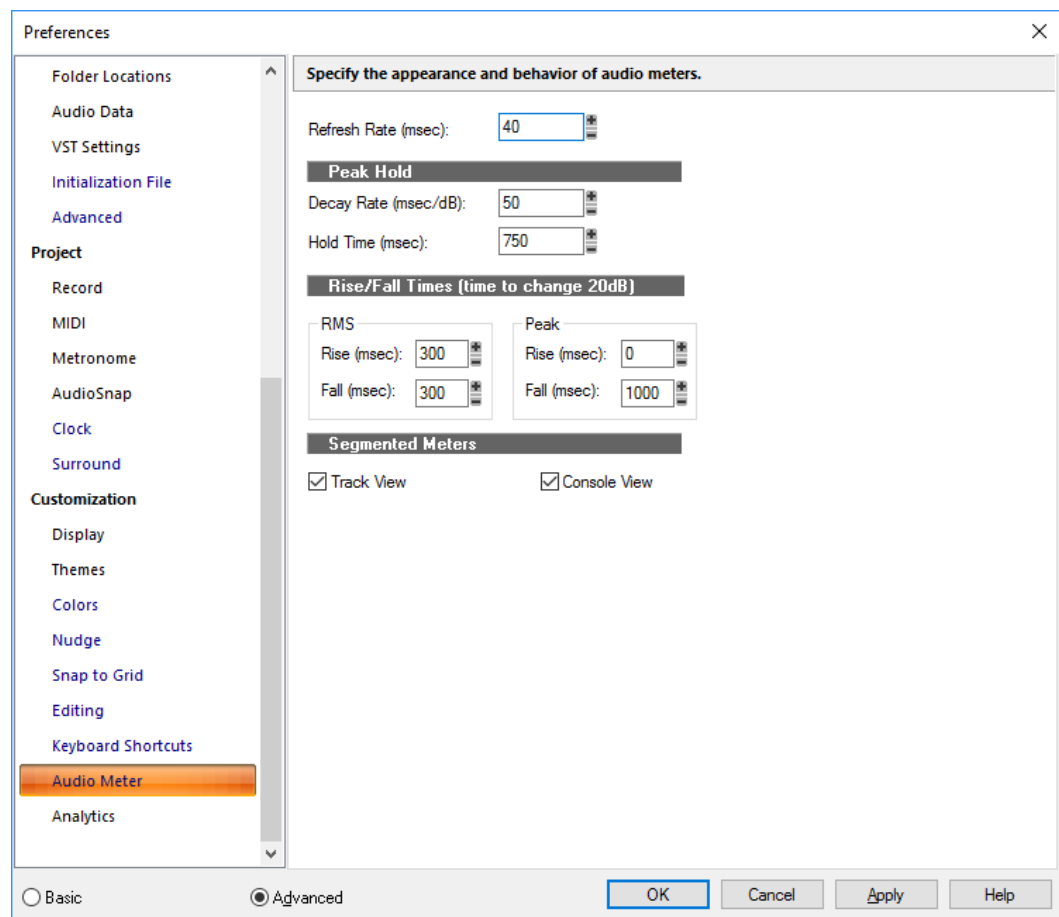 Preferences
Folder Locations
Audio Data
VST Settings
Initialization File
Advanced
Project
Record
MIDI
Metronome
AudioSnap
Clock
Surround
Customization
Display
Themes
Colors
Nudge
Snap to Grid
Editing
Keyboard Shortcuts
Audio Meter
Analytics
Specify the appearance and behavior of audio meters.
Refresh Rate (msec): 40
Peak Hold
Decay Rate (msec/dB): 50
Hold Time (msec): 750
Rise/Fall Times (time to change 20dB)
RMS
Rise (msec): 300
Fall (msec): 300
Peak
Rise (msec): 0
Fall (msec): 1000
Segmented Meters
Track View
Console View
Basic
Advanced
OK
Cancel
Apply
Help